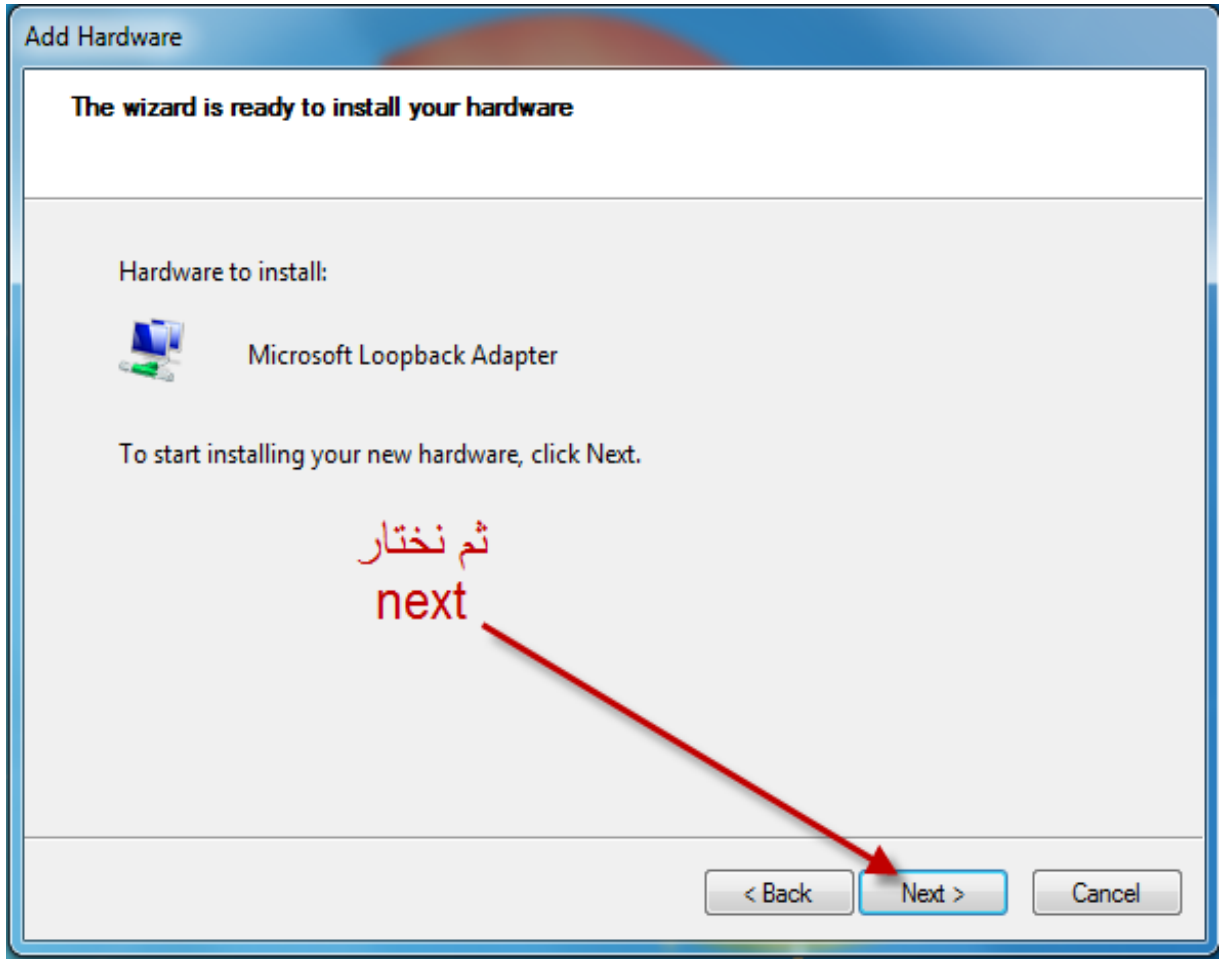 Add Hardware
The wizard is ready to install your hardware
Hardware to install:
Microsoft Loopback Adapter
To start installing your new hardware, click Next.
ثم نختار
next
< Back Next > Cancel